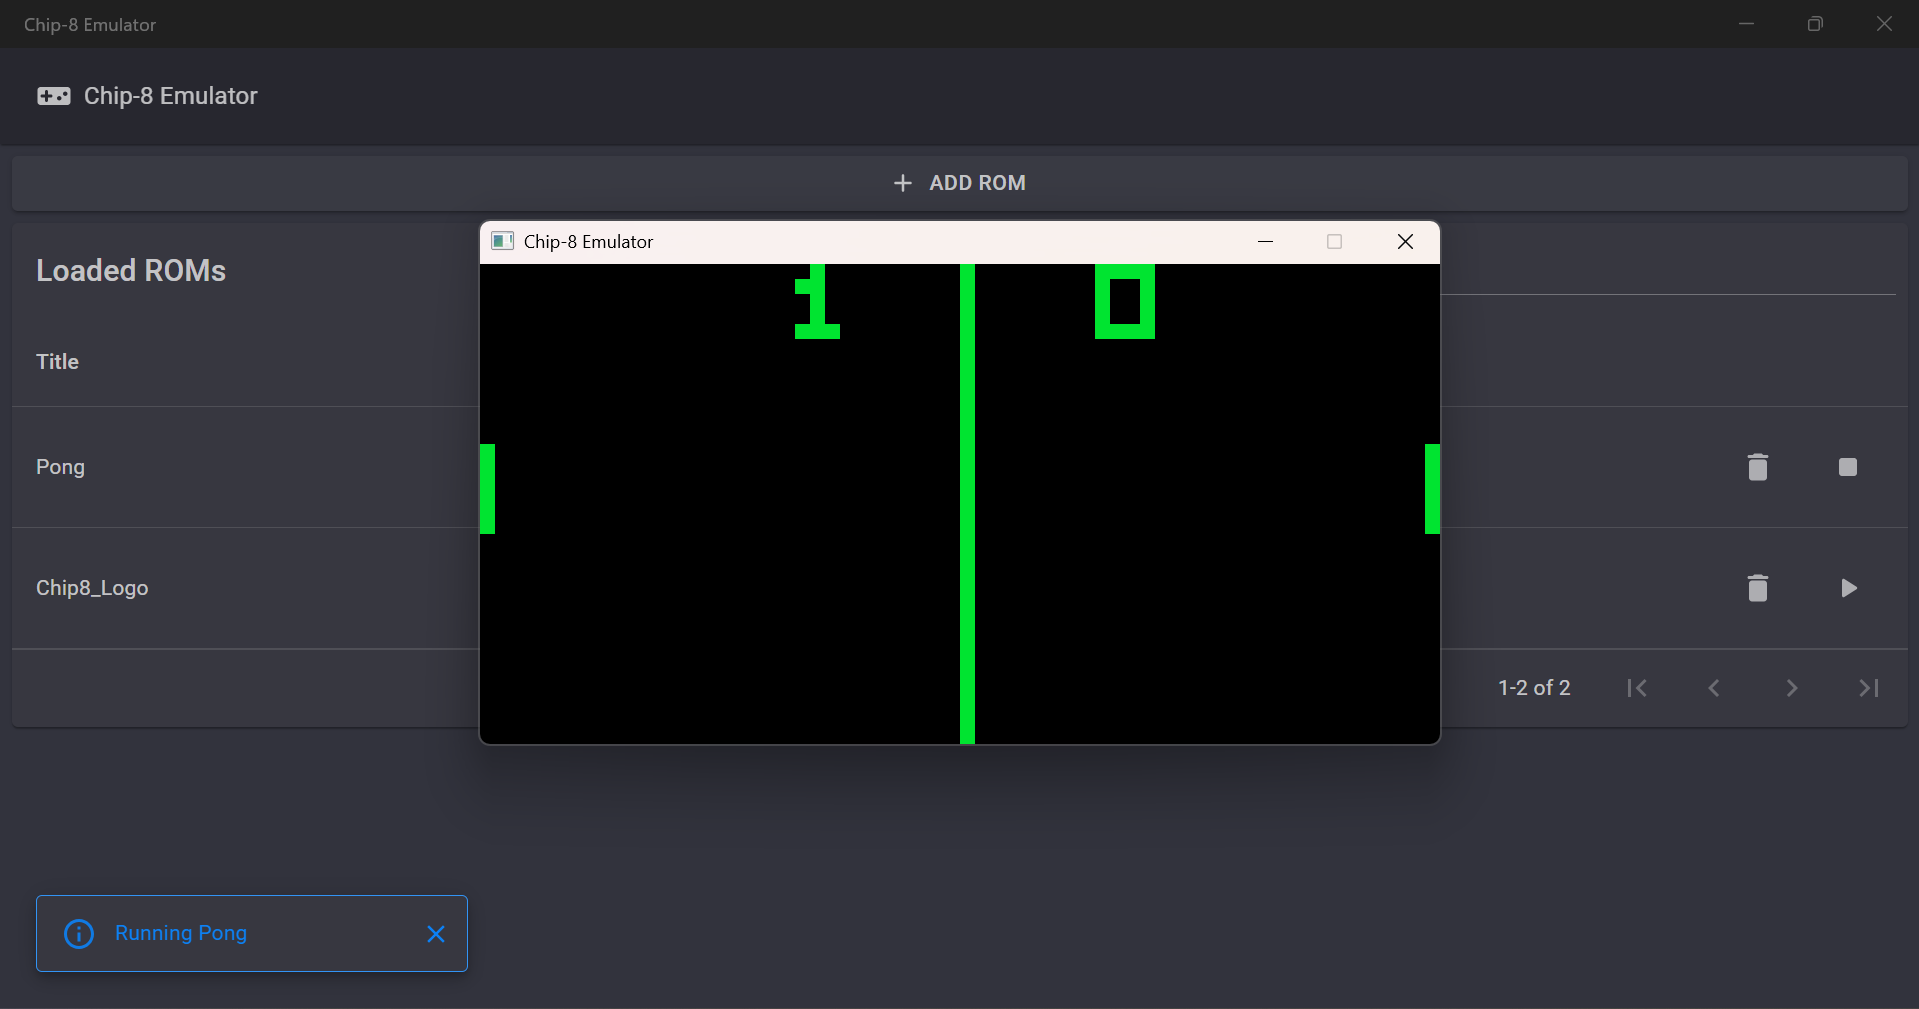 Chip-8 Emulator
Chip-8 Emulator
ADD ROM
Chip-8 Emulator
1 0
Loaded ROMs
Title
Pong
Chip8_Logo
1-2 of 2
Running Pong